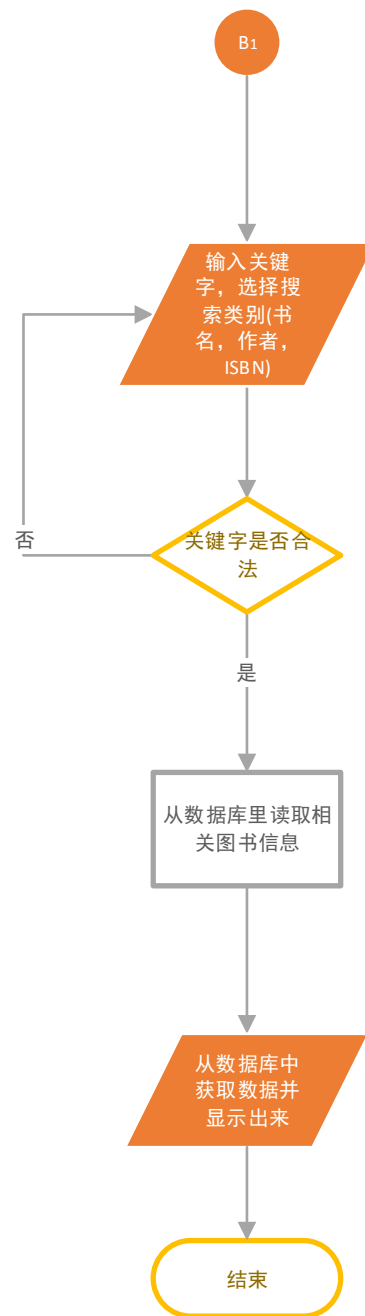 B1
输入关键
字，选择搜
索类别(书
名，作者，
ISBN)
关键字是否合
法
否
是
从数据库里读取相
关图书信息
从数据库中
获取数据并
显示出来
结束